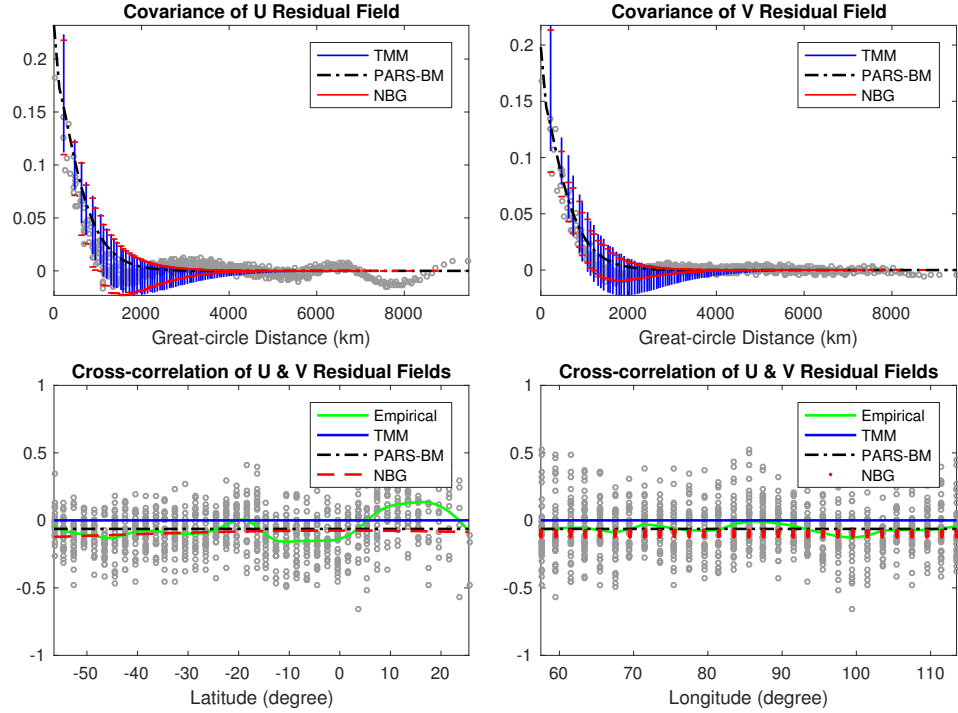 Covariance of U Residual Field
0.2
0.15
0.1
0.05
0
TMM
PARS-BM
NBG
0 2000 4000 6000 8000
Great-circle Distance (km)
Covariance of V Residual Field
0.2
0.15
0.1
0.05
0
TMM
PARS-BM
NBG
0 2000 4000 6000 8000
Great-circle Distance (km)
Cross-correlation of U & V Residual Fields
1
0.5
0
-0.5
-1
Empirical
TMM
PARS-BM
NBG
-50 -40 -30 -20 -10 0 10 20
Latitude (degree)
Cross-correlation of U & V Residual Fields
1
0.5
0
-0.5
-1
Empirical
TMM
PARS-BM
NBG
60 70 80 90 100 110
Longitude (degree)